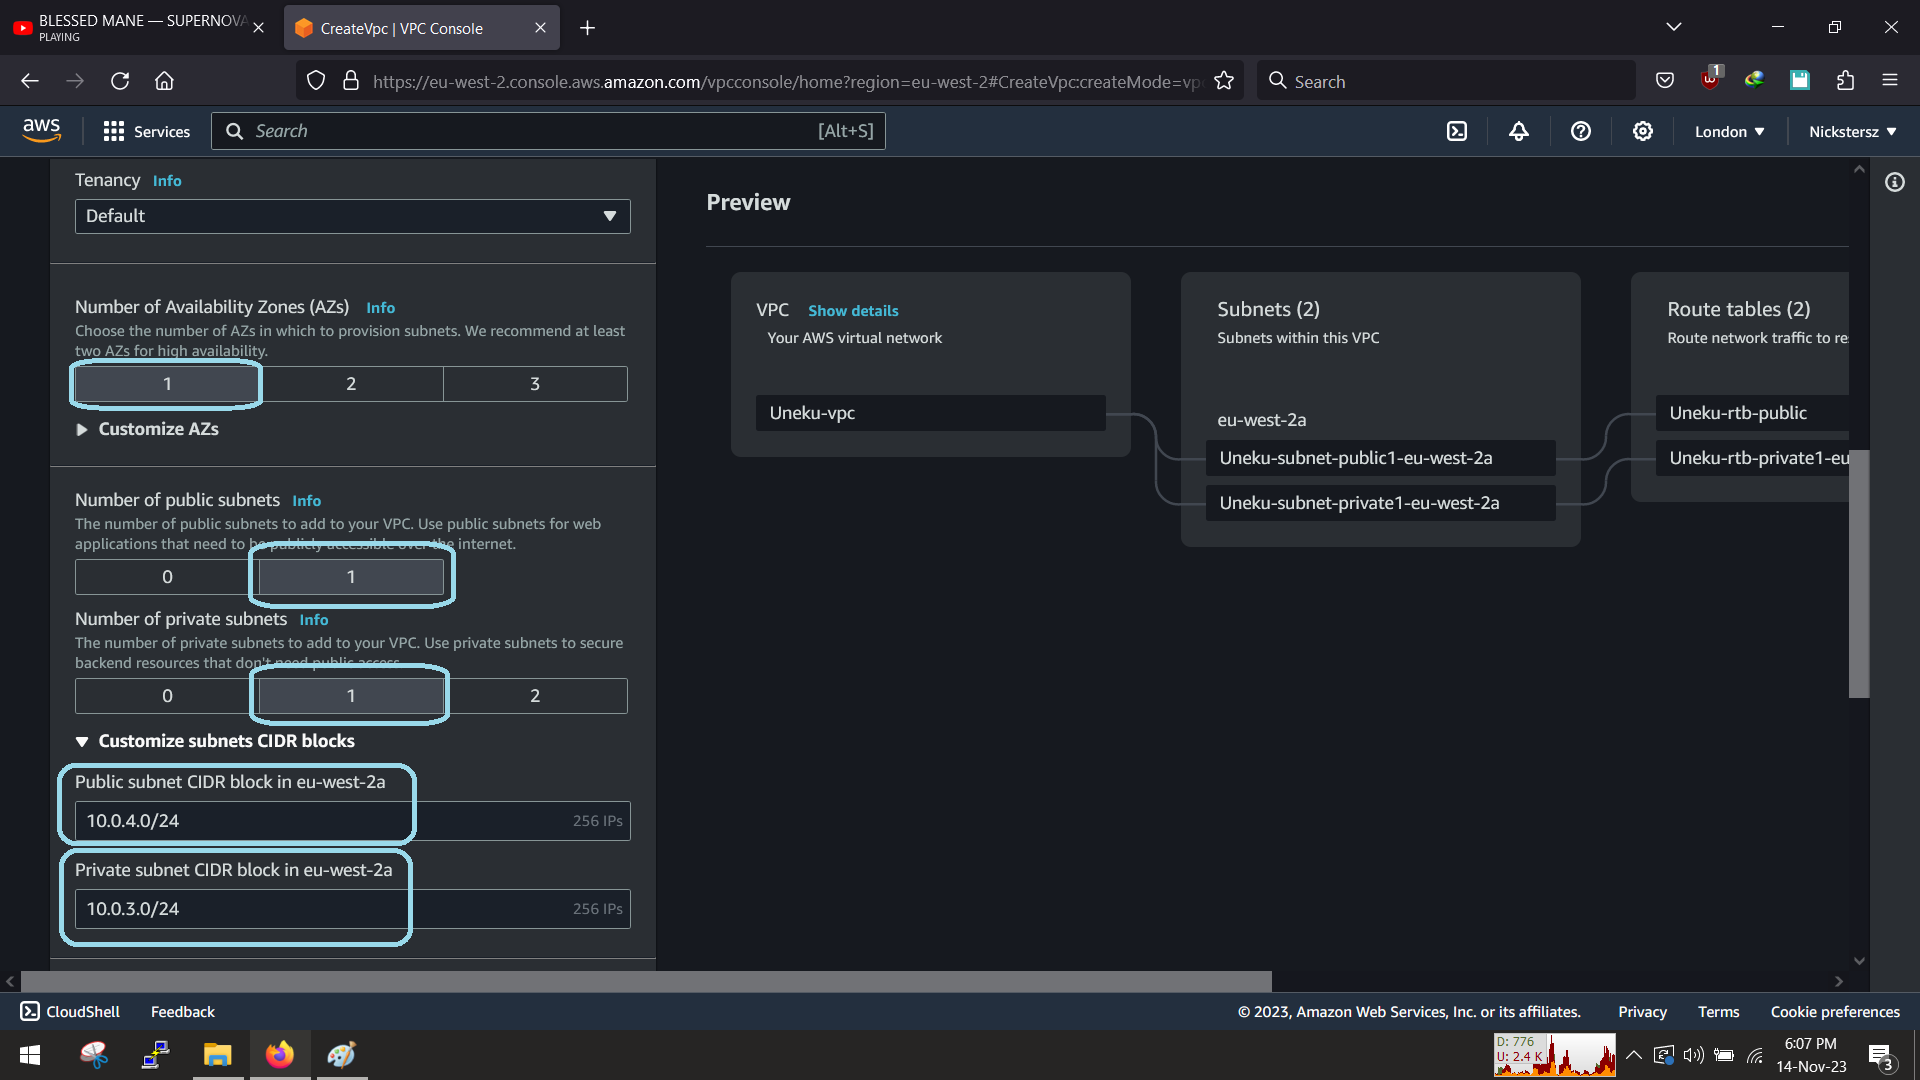 BLESSED MANE — SUPERNOVA
PLAYING
CreateVpc | VPC Console
https://eu-west-2.console.aws.amazon.com/vpcconsole/home?region=eu-west-2#CreateVpc:createMode=vpc
Search
1
aws
Services
Search
[Alt+S]
London
Nickstersz
Tenancy Info
Default
Number of Availability Zones (AZs) Info
Choose the number of AZs in which to provision subnets. We recommend at least
two AZs for high availability.
1 2 3
Customize AZs
Number of public subnets Info
The number of public subnets to add to your VPC. Use public subnets for web
applications that need to be publicly accessible over the internet.
0 1
Number of private subnets Info
The number of private subnets to add to your VPC. Use private subnets to secure
backend resources that don't need public access.
0 1 2
Customize subnets CIDR blocks
Public subnet CIDR block in eu-west-2a
10.0.4.0/24 256 IPs
Private subnet CIDR block in eu-west-2a
10.0.3.0/24 256 IPs
Preview
VPC Show details
Your AWS virtual network
Uneku-vpc
Subnets (2)
Subnets within this VPC
eu-west-2a
Uneku-subnet-public1-eu-west-2a
Uneku-subnet-private1-eu-west-2a
Route tables (2)
Route network traffic to re
Uneku-rtb-public
Uneku-rtb-private1-eu
CloudShell
Feedback
© 2023, Amazon Web Services, Inc. or its affiliates.
Privacy
Terms
Cookie preferences
D: 776
U: 2.4 K
6:07 PM
14-Nov-23
3